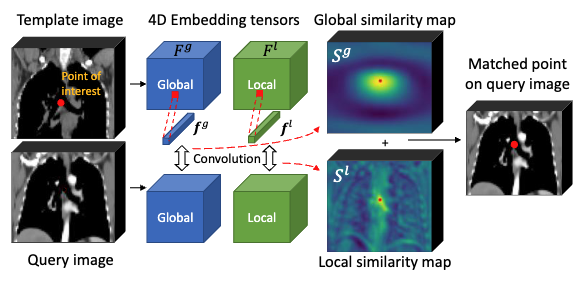 Template image
4D Embedding tensors
Global similarity map
Point of
interest
F^g
F^l
Global
Local
S^g
Matched point
on query image
f^g
f^l
Convolution
+
S^l
Global
Local
Query image
Local similarity map